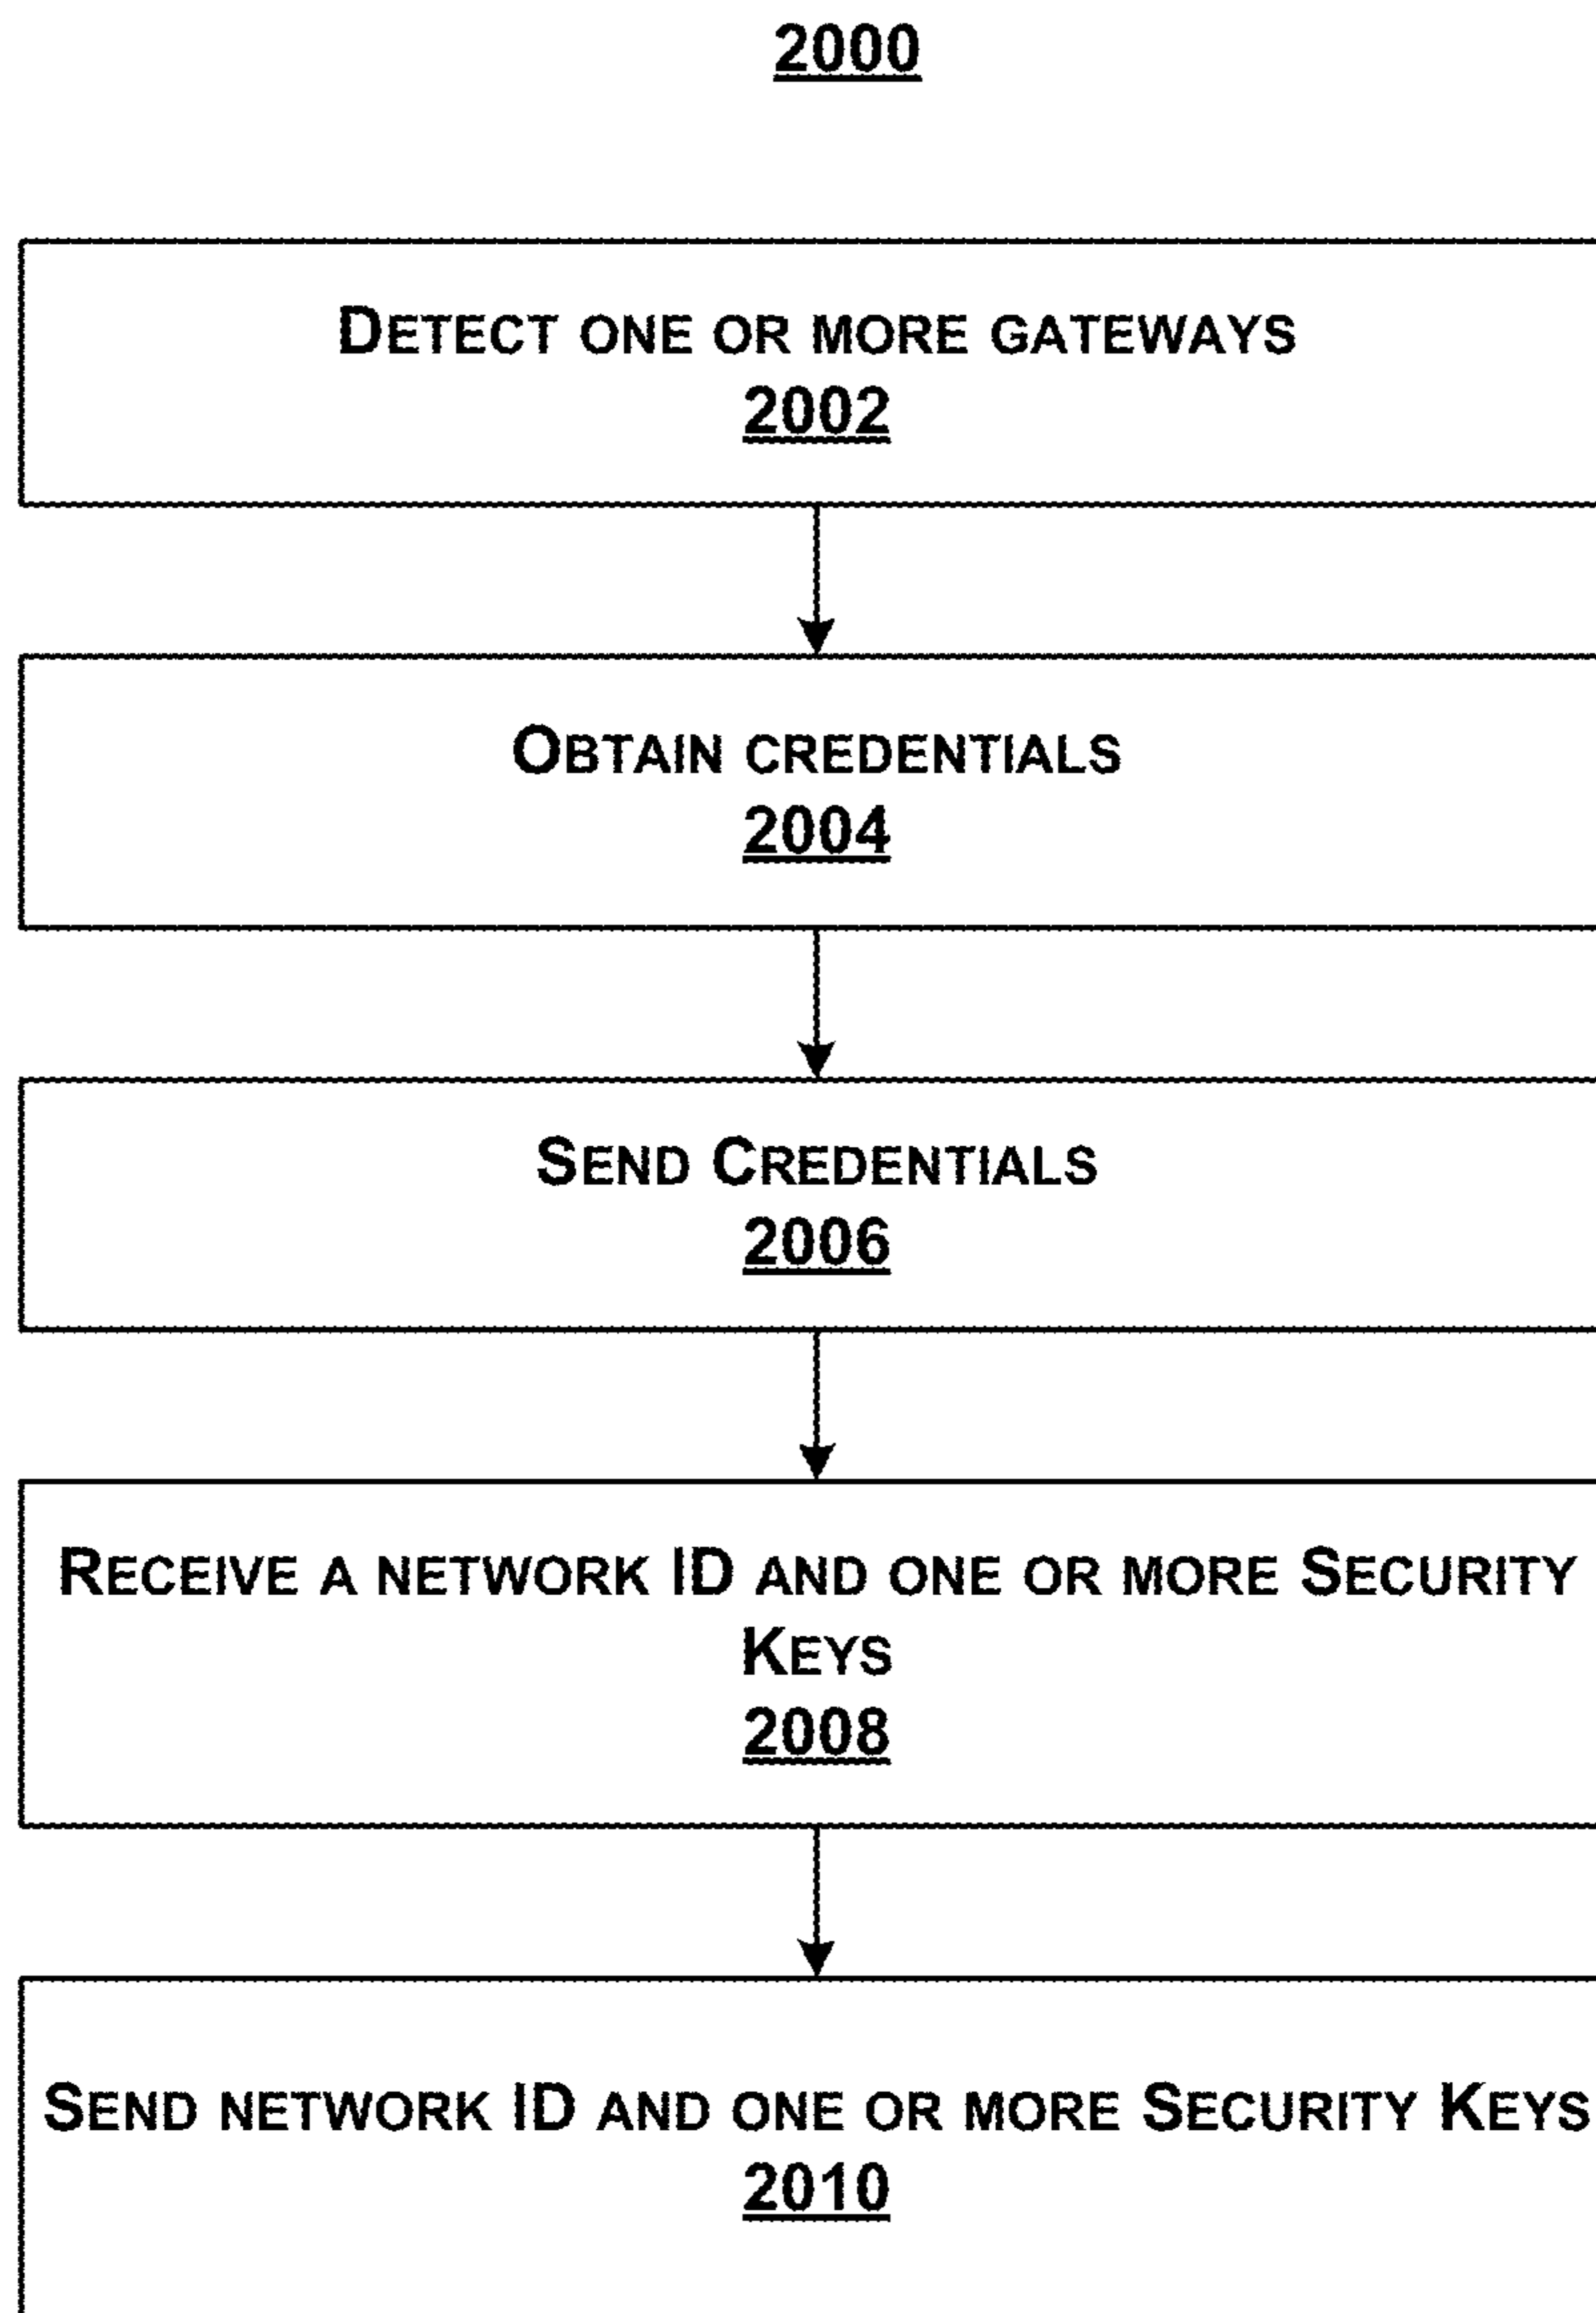 2000
DETECT ONE OR MORE GATEWAYS
2002
OBTAIN CREDENTIALS
2004
SEND CREDENTIALS
2006
RECEIVE A NETWORK ID AND ONE OR MORE SECURITY
KEYS
2008
SEND NETWORK ID AND ONE OR MORE SECURITY KEYS
2010